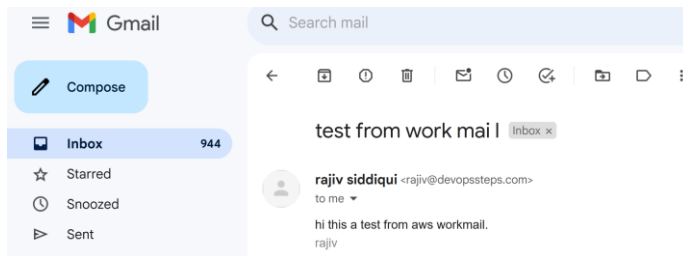 Gmail
Search mail
Compose
Inbox 944
Starred
Snoozed
Sent
test from work mai l Inbox ×
rajiv siddiqui <rajiv@devopssteps.com>
to me
hi this a test from aws workmail.
rajiv